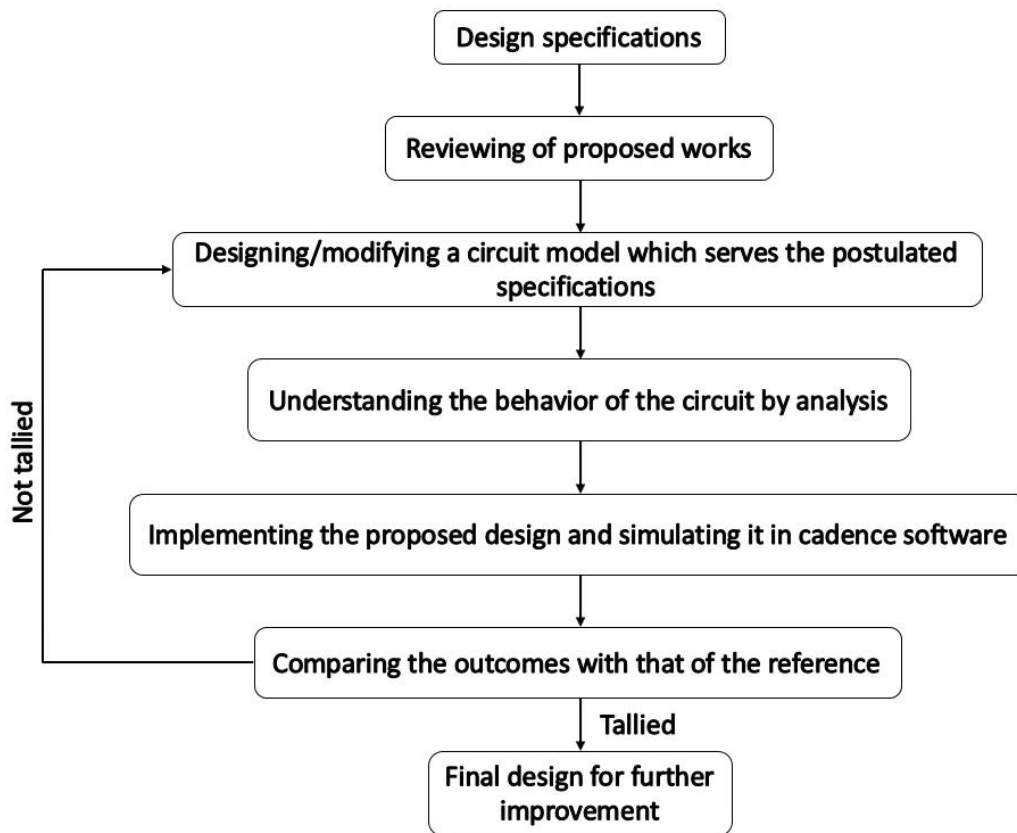 Design specifications
Reviewing of proposed works
Designing/modifying a circuit model which serves the postulated
specifications
Understanding the behavior of the circuit by analysis
Not tallied
Implementing the proposed design and simulating it in cadence software
Comparing the outcomes with that of the reference
Tallied
Final design for further
improvement